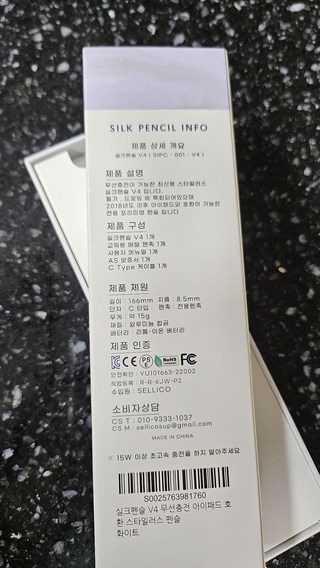 SILK PENCIL INFO
제품 상세 개요
실크펜슬 V4 ( SIPC - 001 - V4 )
제품 설명
무선충전이 가능한 최신형 스타일러스
실크펜슬 V4 입니다.
필기 , 드로잉 에 특화되어있으며
2018년도 이후 아이패드와 호환이 가능한
전용 프리미엄 펜슬 입니다.
제품 구성
실크펜슬 V4 1개
교체용 메탈 펜촉 1개
사용자 메뉴얼 1개
AS 보증서 1개
C Type 케이블 1개
제품 제원
길이 : 166mm 지름 : 8.5mm
단자 : C 타입 펜촉 : 전용펜촉
무게 : 약 15g
재질 : 알루미늄 합금
배터리 : 리튬-이온 배터리
제품 인증
CE RoHS FC
안전확인 : YU101663-22002
적합등록 : R-R-6JW-P2
수입원 : SELLICO
소비자상담
CS T : 010-9333-1037
CS M : sellicosup@gmail.com
MADE IN CHINA
※ 15W 이상 초고속 충전을 하지 말아주세요
S0025763981760
실크펜슬 V4 무선충전 아이패드 호
환 스타일러스 펜슬
화이트